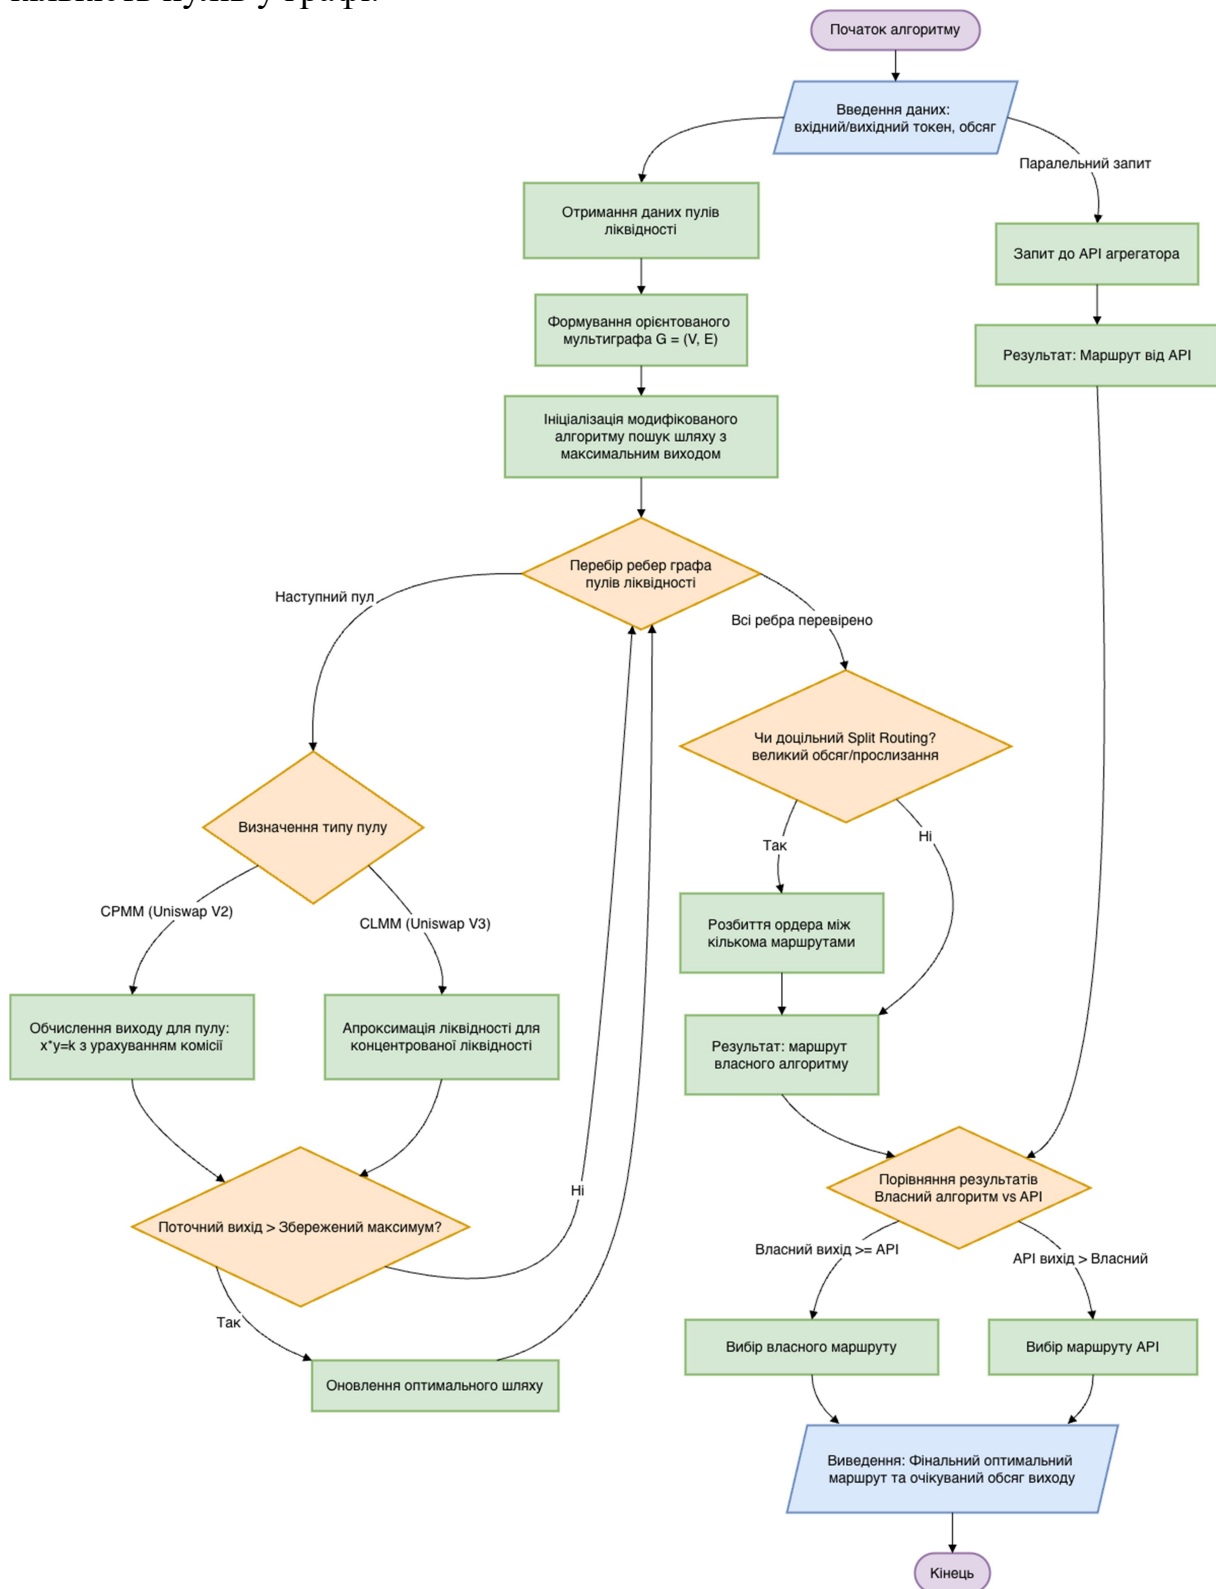 кількість пулів у графі.
Початок алгоритму
Введення даних:
вхідний/вихідний токен, обсяг
Паралельний запит
Отримання даних пулів
ліквідності
Запит до API агрегатора
Формування орієнтованого
мультиграфа G = (V, E)
Результат: Маршрут від API
Ініціалізація модифікованого
алгоритму пошук шляху з
максимальним виходом
Перебір ребер графа
пулів ліквідності
Наступний пул
Всі ребра перевірено
Чи доцільний Split Routing?
великий обсяг/прослизання
Визначення типу пулу
Так
Ні
CPMM (Uniswap V2)
CLMM (Uniswap V3)
Розбиття ордера між
кількома маршрутами
Обчислення виходу для пулу:
x*y=k з урахуванням комісії
Апроксимація ліквідності для
концентрованої ліквідності
Результат: маршрут
власного алгоритму
Порівняння результатів
Власний алгоритм vs API
Ні
Поточний вихід > Збережений максимум?
Власний вихід >= API
API вихід > Власний
Так
Вибір власного маршруту
Вибір маршруту API
Оновлення оптимального шляху
Виведення: Фінальний оптимальний
маршрут та очікуваний обсяг виходу
Кінець